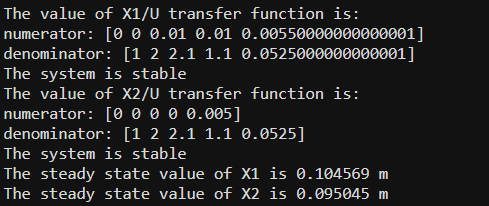 The value of X1/U transfer function is:
numerator: [0 0 0.01 0.01 0.00550000000000001]
denominator: [1 2 2.1 1.1 0.0525000000000001]
The system is stable
The value of X2/U transfer function is:
numerator: [0 0 0 0 0.005]
denominator: [1 2 2.1 1.1 0.0525]
The system is stable
The steady state value of X1 is 0.104569 m
The steady state value of X2 is 0.095045 m